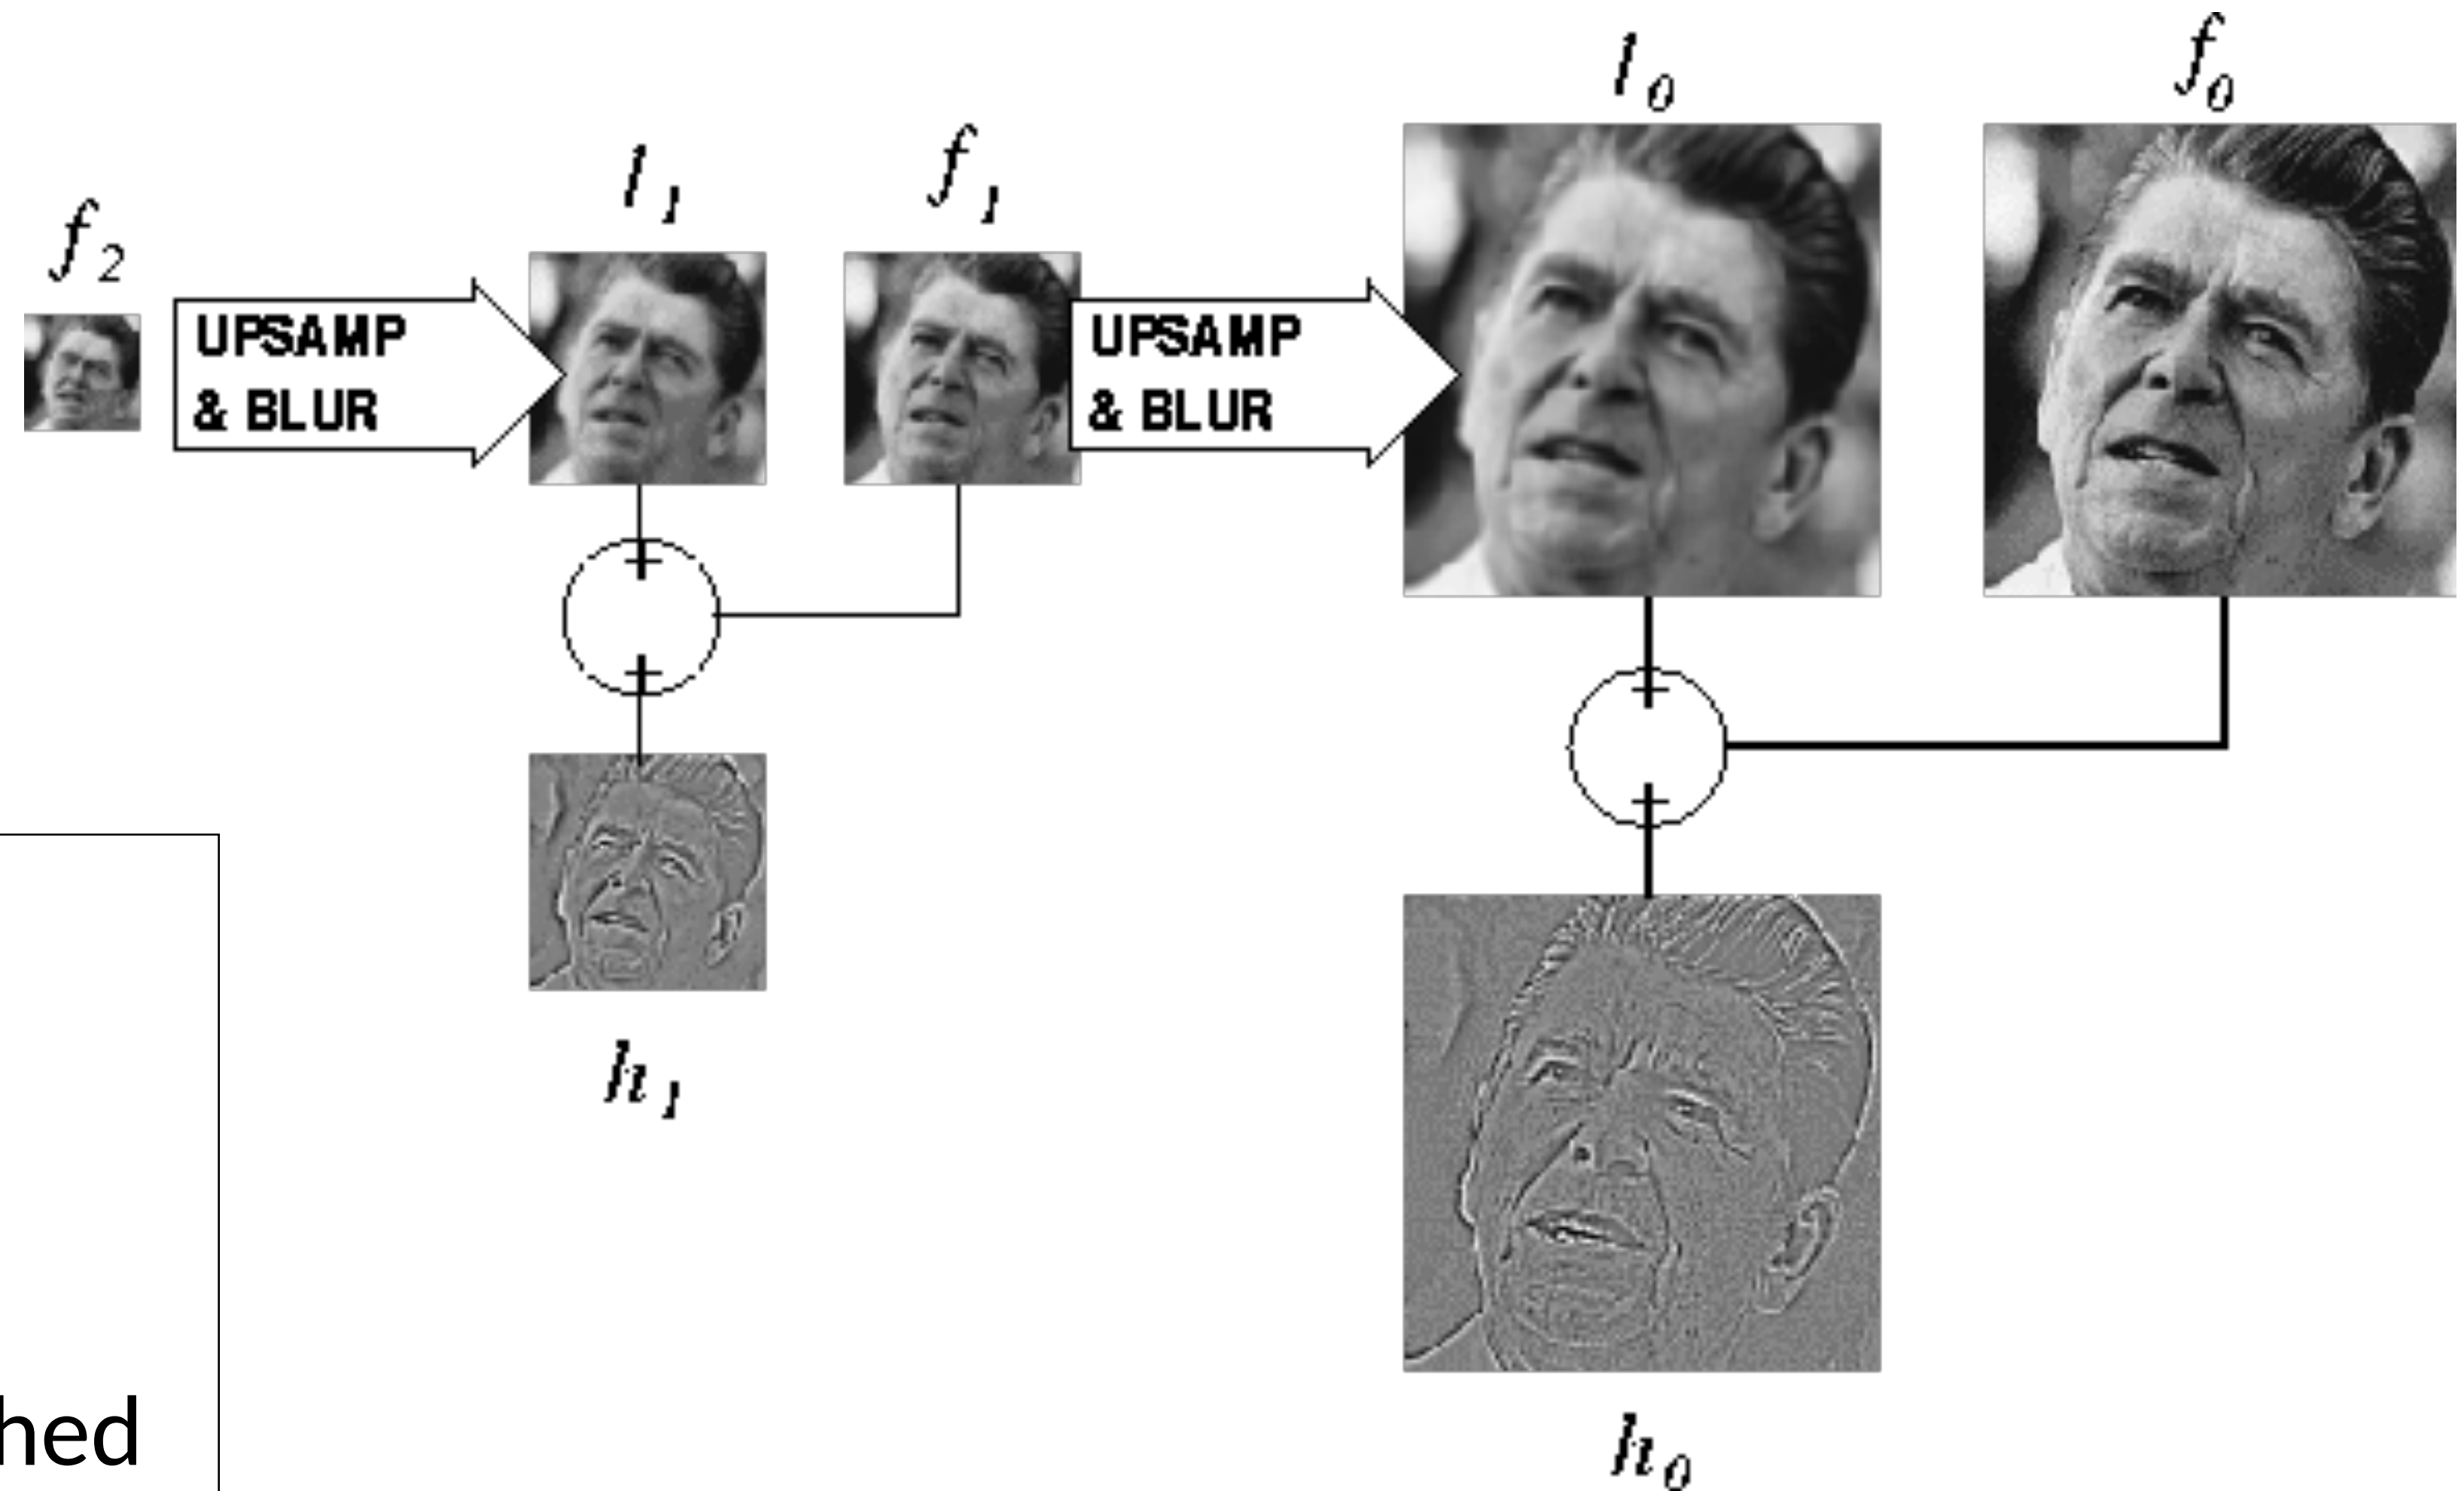 l₀
f₀
l₁
f₁
f₂
UPSAMP
& BLUR
UPSAMP
& BLUR
+
+
+
+
h₁
h₀
hed